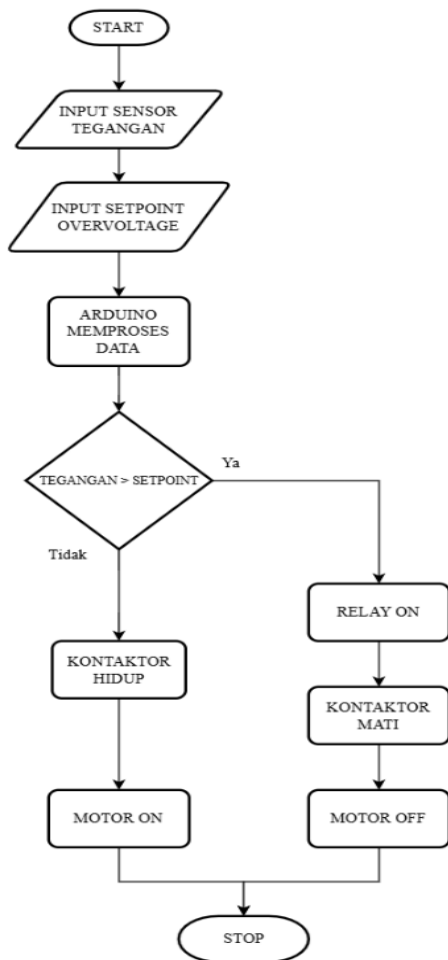 START
INPUT SENSOR
TEGANGAN
INPUT SETPOINT
OVERVOLTAGE
ARDUINO
MEMPROSES
DATA
TEGANGAN > SETPOINT
Ya
Tidak
RELAY ON
KONTAKTOR
HIDUP
KONTAKTOR
MATI
MOTOR ON
MOTOR OFF
STOP